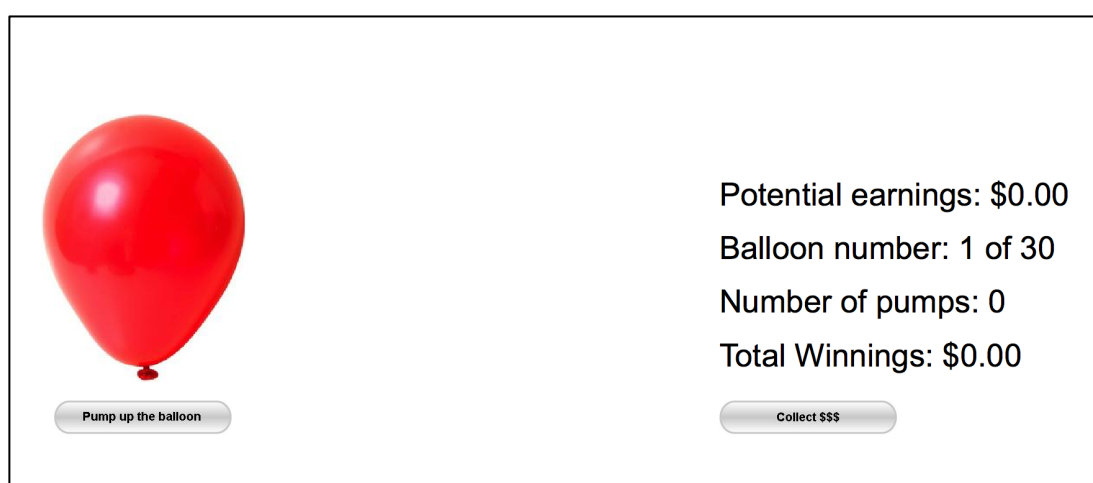 Potential earnings: $0.00
Balloon number: 1 of 30
Number of pumps: 0
Total Winnings: $0.00
Pump up the balloon
Collect $$$